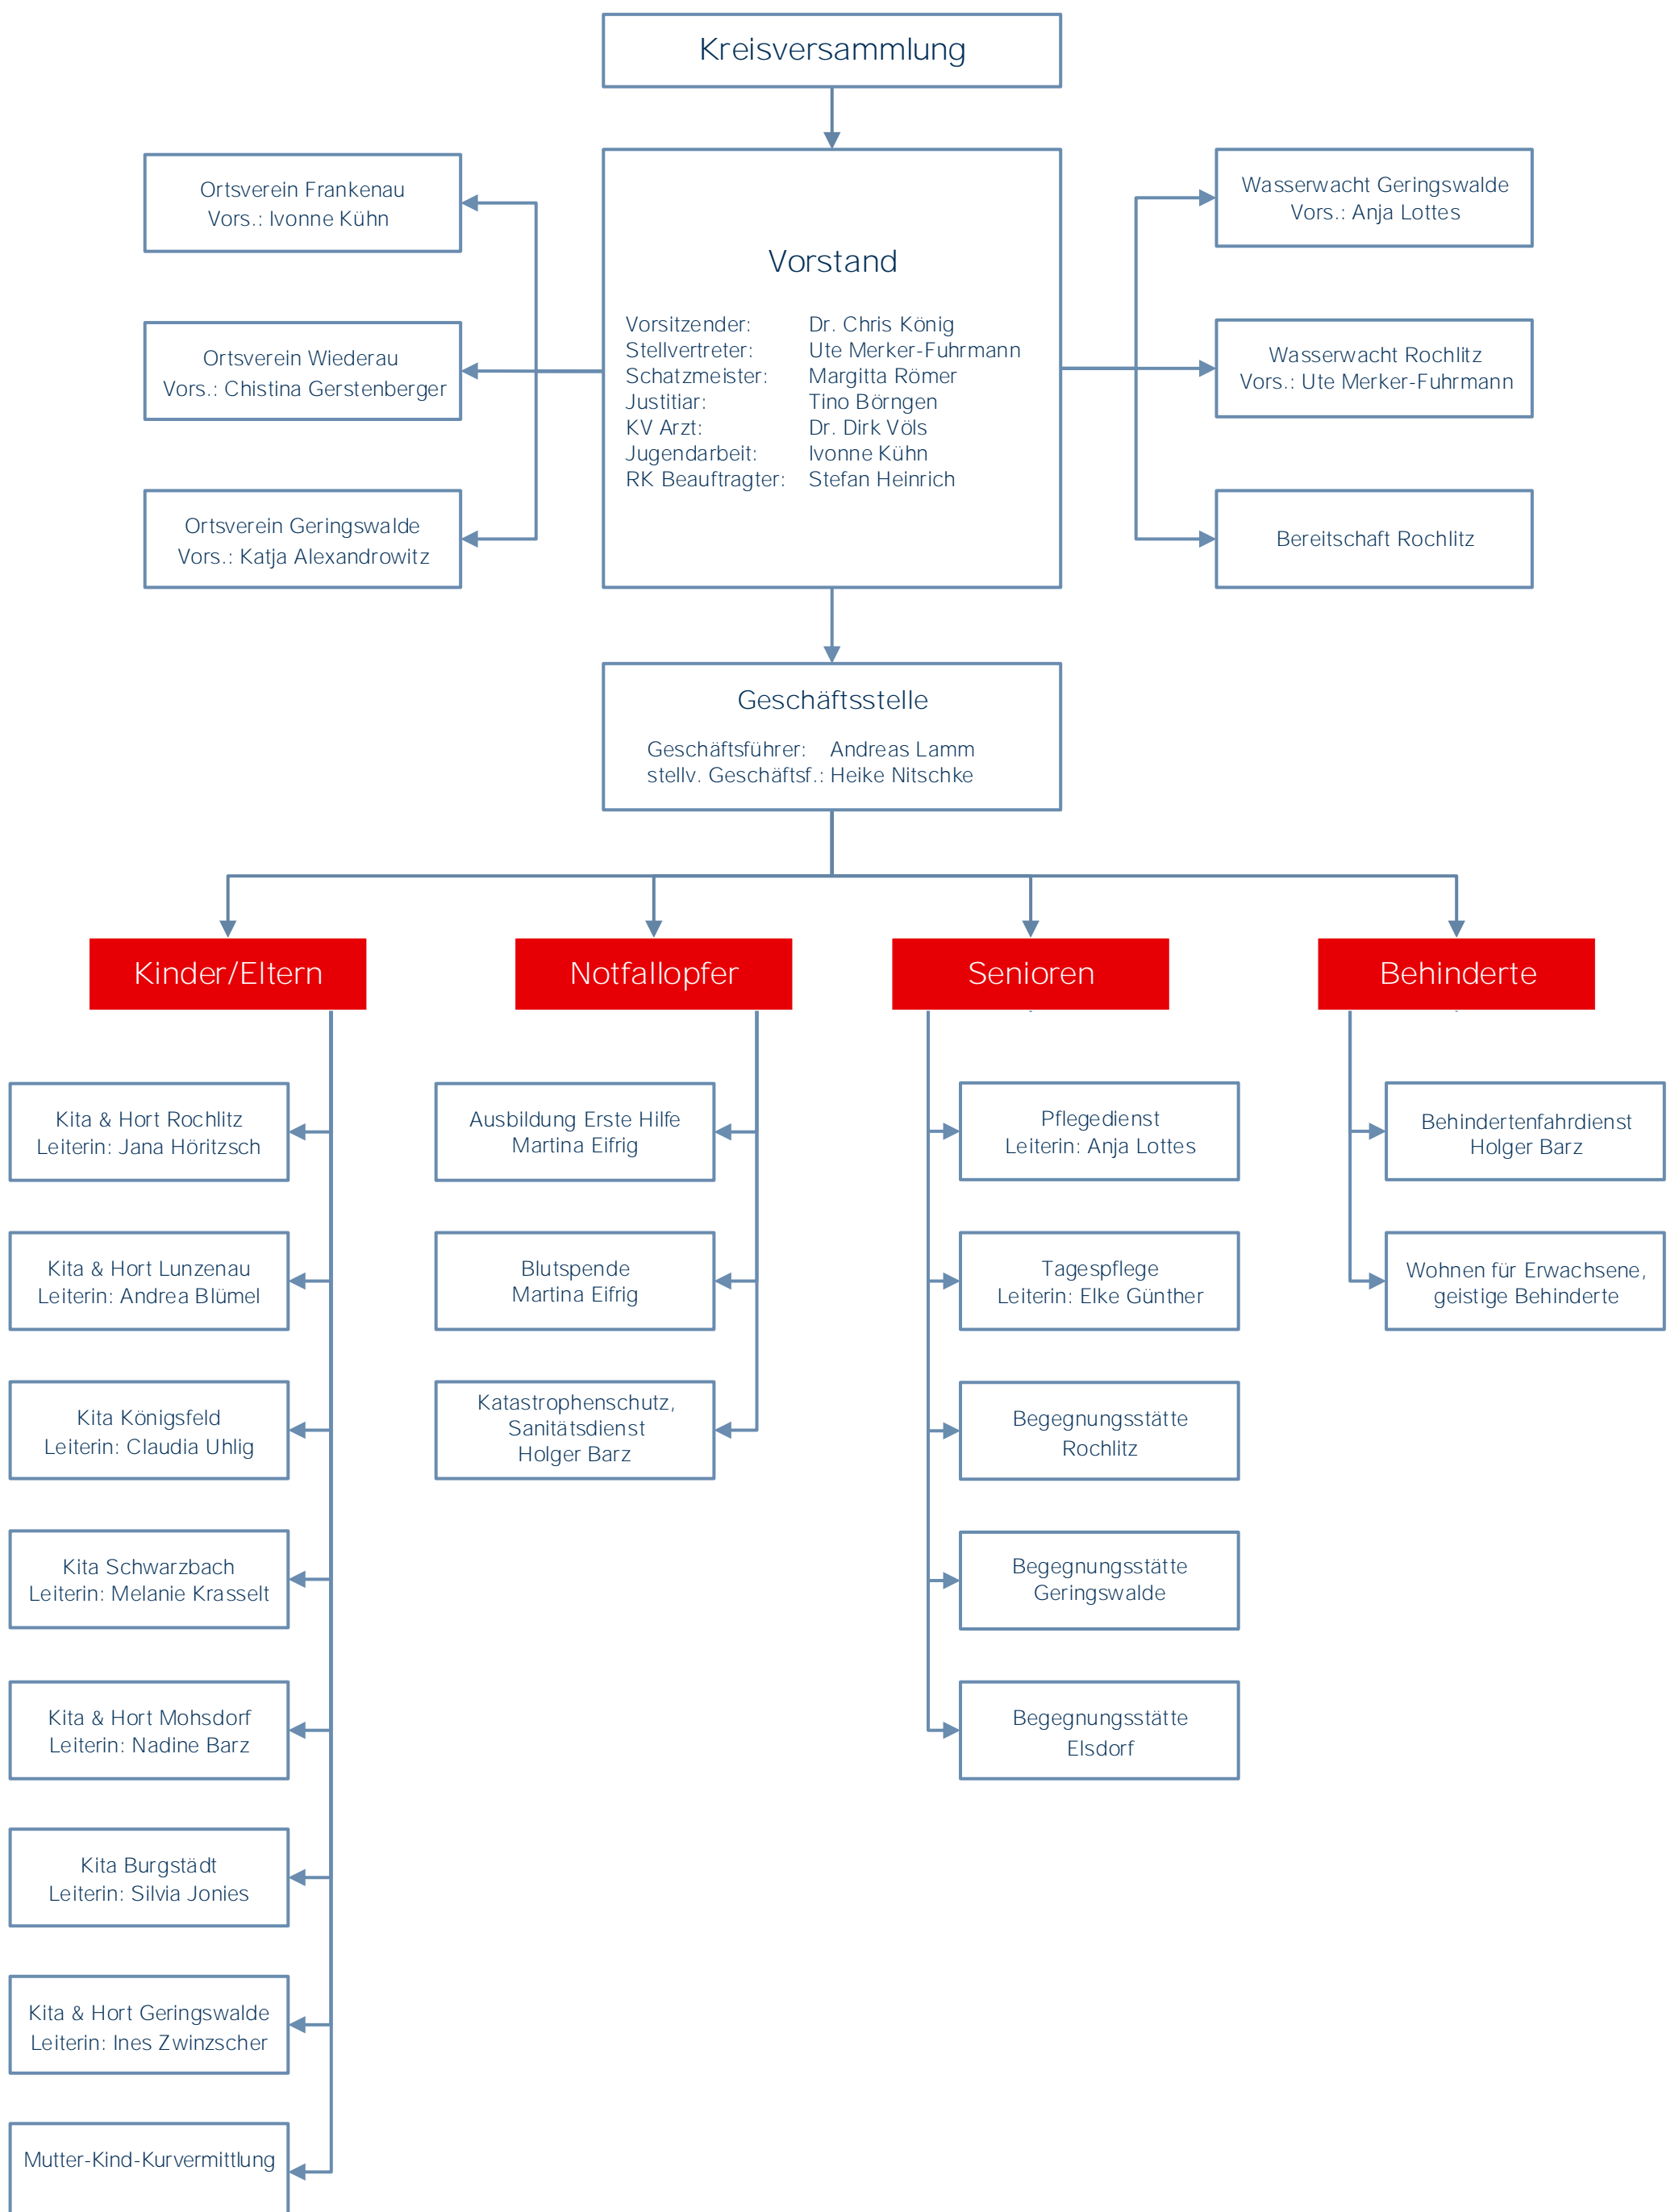 Kreisversammlung
Ortsverein Frankenau
Vors.: Ivonne Kühn
Ortsverein Wiederau
Vors.: Chistina Gerstenberger
Ortsverein Geringswalde
Vors.: Katja Alexandrowitz
Vorstand
Vorsitzender: Dr. Chris König
Stellvertreter: Ute Merker-Fuhrmann
Schatzmeister: Margitta Römer
Justitiar: Tino Börngen
KV Arzt: Dr. Dirk Völs
Jugendarbeit: Ivonne Kühn
RK Beauftragter: Stefan Heinrich
Wasserwacht Geringswalde
Vors.: Anja Lottes
Wasserwacht Rochlitz
Vors.: Ute Merker-Fuhrmann
Bereitschaft Rochlitz
Geschäftsstelle
Geschäftsführer: Andreas Lamm
stellv. Geschäftsf.: Heike Nitschke
Kinder/Eltern
Kita & Hort Rochlitz
Leiterin: Jana Höritzsch
Kita & Hort Lunzenau
Leiterin: Andrea Blümel
Kita Königsfeld
Leiterin: Claudia Uhlig
Kita Schwarzbach
Leiterin: Melanie Krasselt
Kita & Hort Mohsdorf
Leiterin: Nadine Barz
Kita Burgstädt
Leiterin: Silvia Jonies
Kita & Hort Geringswalde
Leiterin: Ines Zwinzscher
Mutter-Kind-Kurvermittlung
Notfallopfer
Ausbildung Erste Hilfe
Martina Eifrig
Blutspende
Martina Eifrig
Katastrophenschutz,
Sanitätsdienst
Holger Barz
Senioren
Pflegedienst
Leiterin: Anja Lottes
Tagespflege
Leiterin: Elke Günther
Begegnungsstätte
Rochlitz
Begegnungsstätte
Geringswalde
Begegnungsstätte
Elsdorf
Behinderte
Behindertenfahrdienst
Holger Barz
Wohnen für Erwachsene,
geistige Behinderte